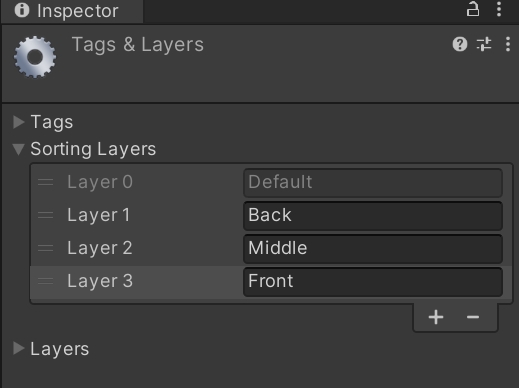 Inspector
Tags & Layers
Tags
Sorting Layers
Layer 0 Default
Layer 1 Back
Layer 2 Middle
Layer 3 Front
Layers